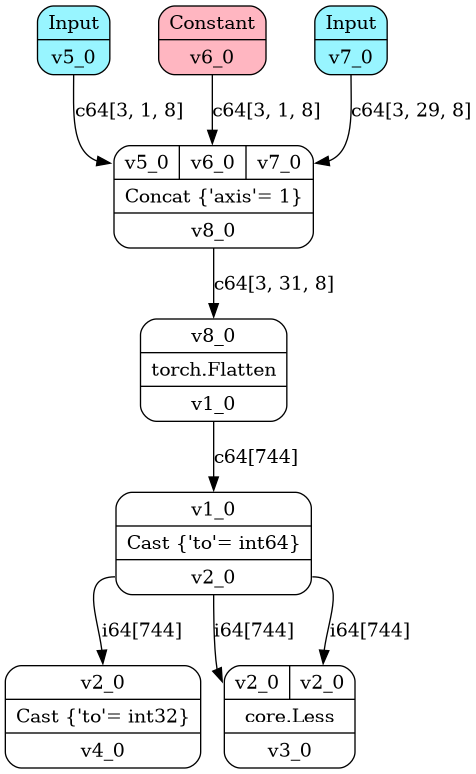 Input
v5_0
Constant
v6_0
Input
v7_0
c64[3, 1, 8]
c64[3, 1, 8]
c64[3, 29, 8]
v5_0 v6_0 v7_0
Concat {'axis'= 1}
v8_0
c64[3, 31, 8]
v8_0
torch.Flatten
v1_0
c64[744]
v1_0
Cast {'to'= int64}
v2_0
i64[744]
i64[744]
i64[744]
v2_0
Cast {'to'= int32}
v4_0
v2_0 v2_0
core.Less
v3_0